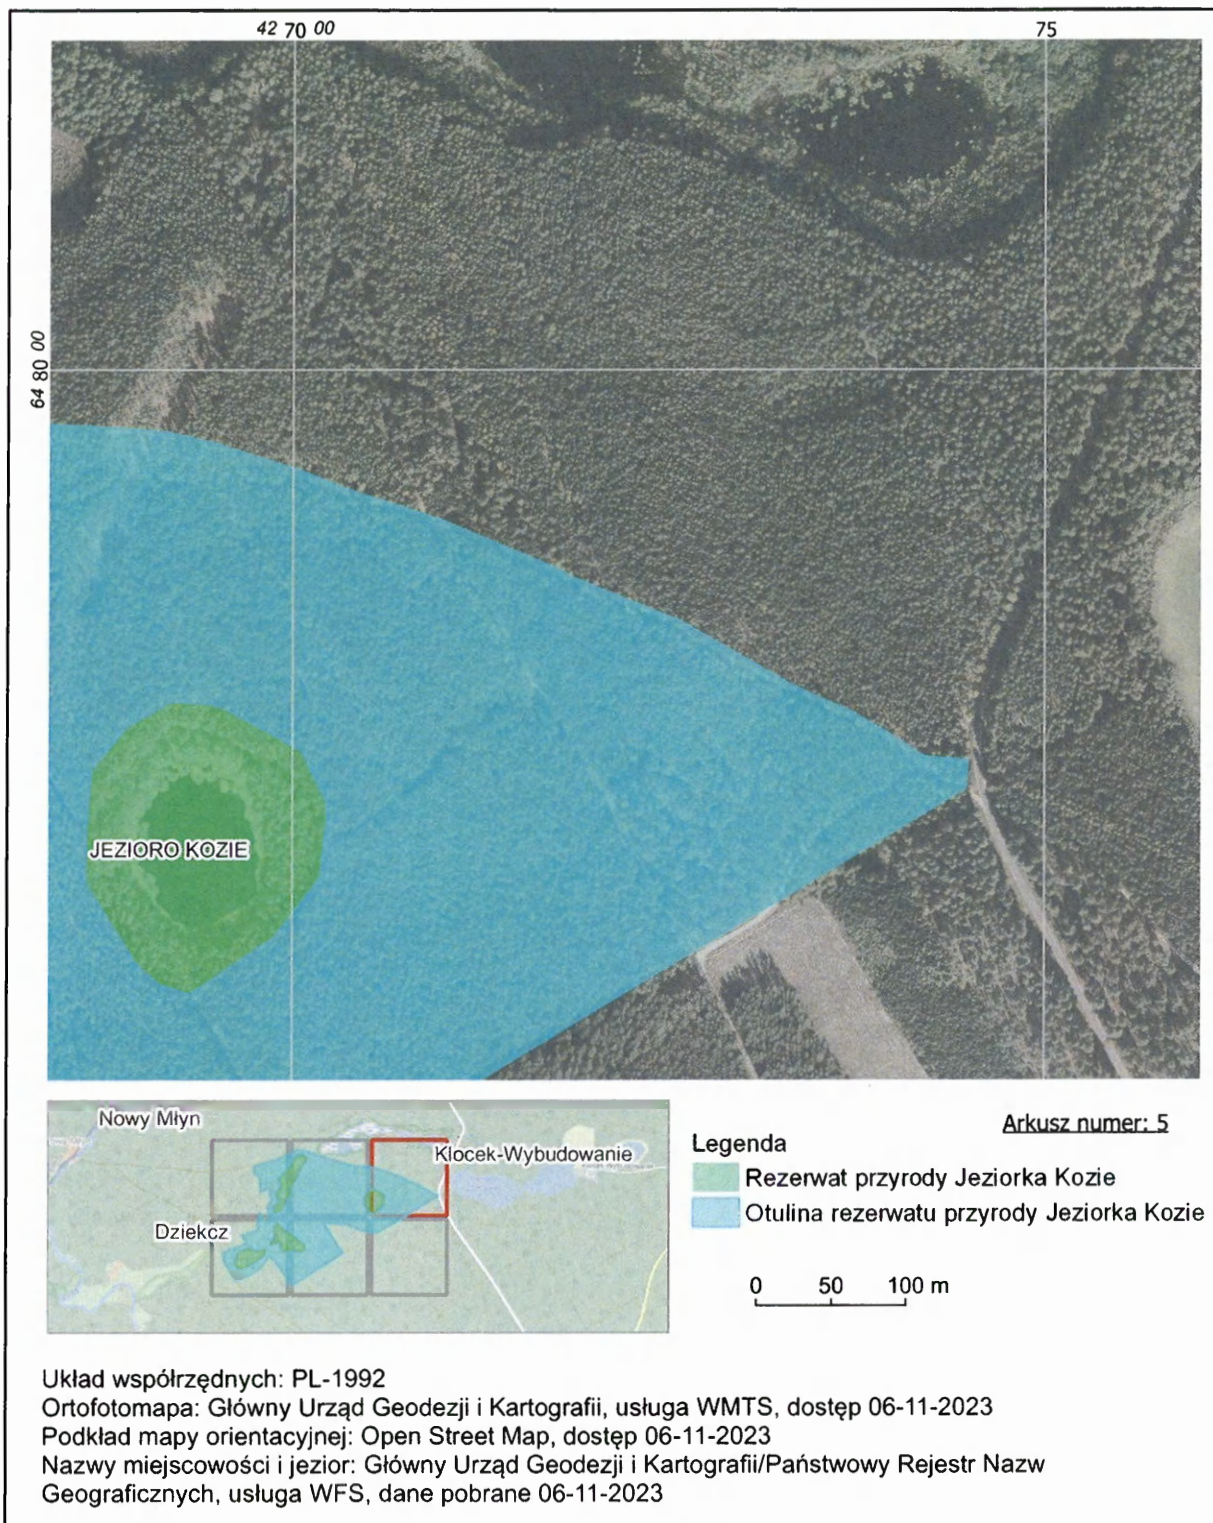 42 70 00
75
64 80 00
JEZIORO KOZIE
Nowy Młyn
Klocek-Wybudowanie
Dziekcz
Arkusz numer: 5
Legenda
Rezerwat przyrody Jeziorka Kozie
Otulina rezerwatu przyrody Jeziorka Kozie
0 50 100 m
Układ współrzędnych: PL-1992
Ortofotomapa: Główny Urząd Geodezji i Kartografii, usługa WMTS, dostęp 06-11-2023
Podkład mapy orientacyjnej: Open Street Map, dostęp 06-11-2023
Nazwy miejscowości i jezior: Główny Urząd Geodezji i Kartografii/Państwowy Rejestr Nazw
Geograficznych, usługa WFS, dane pobrane 06-11-2023